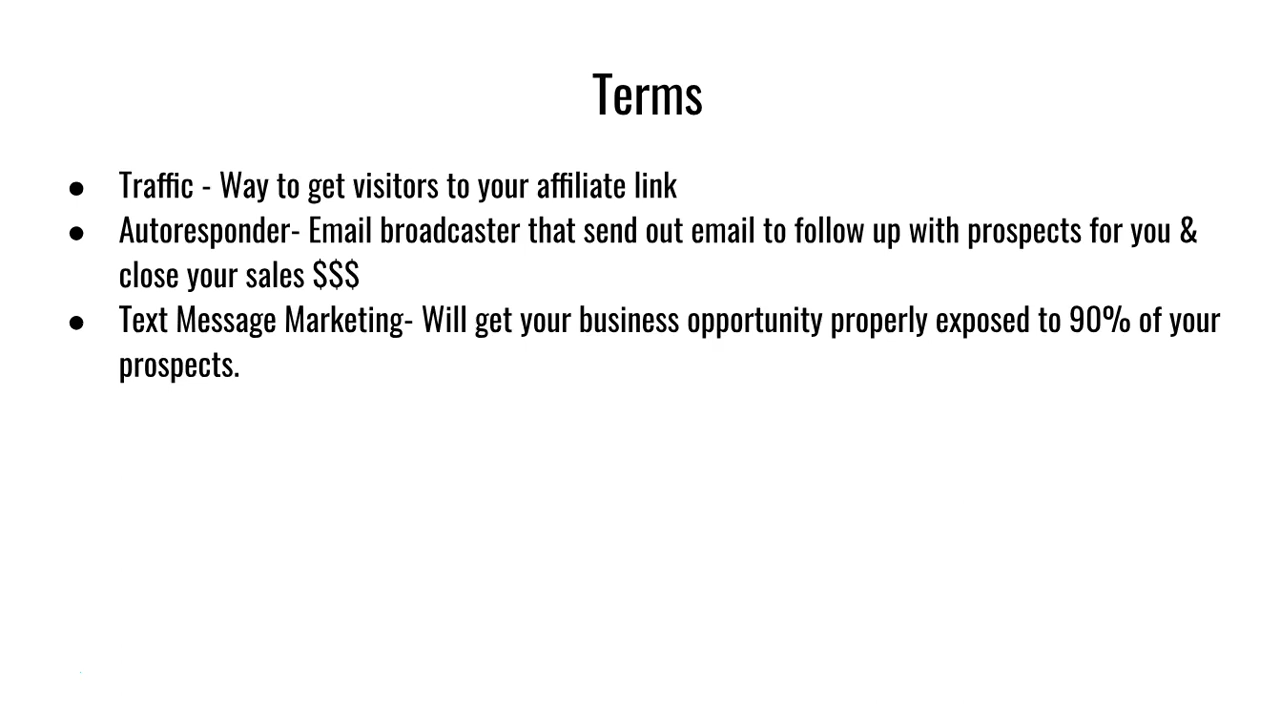 Terms
● Traffic - Way to get visitors to your affiliate link
● Autoresponder- Email broadcaster that send out email to follow up with prospects for you &
close your sales $$$
● Text Message Marketing- Will get your business opportunity properly exposed to 90% of your
prospects.